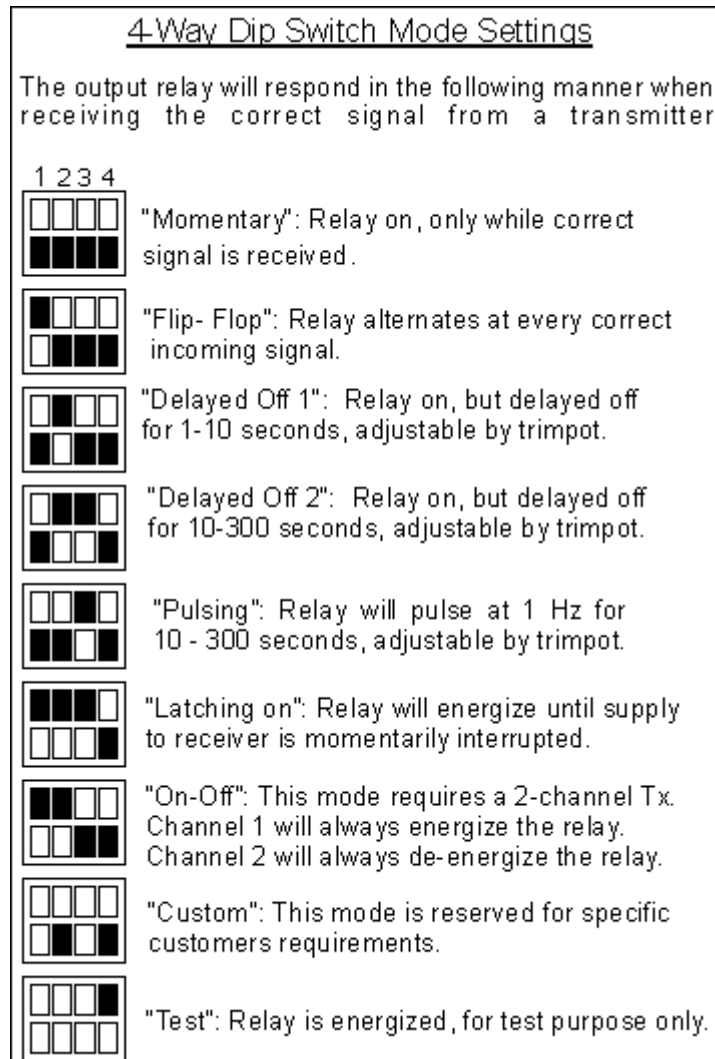 4-Way Dip Switch Mode Settings
The output relay will respond in the following manner when
receiving the correct signal from a transmitter
1 2 3 4
"Momentary": Relay on, only while correct
signal is received.
"Flip- Flop": Relay alternates at every correct
incoming signal.
"Delayed Off 1": Relay on, but delayed off
for 1-10 seconds, adjustable by trimpot.
"Delayed Off 2": Relay on, but delayed off
for 10-300 seconds, adjustable by trimpot.
"Pulsing": Relay will pulse at 1 Hz for
10 - 300 seconds, adjustable by trimpot.
"Latching on": Relay will energize until supply
to receiver is momentarily interrupted.
"On-Off": This mode requires a 2-channel Tx.
Channel 1 will always energize the relay.
Channel 2 will always de-energize the relay.
"Custom": This mode is reserved for specific
customers requirements.
"Test": Relay is energized, for test purpose only.